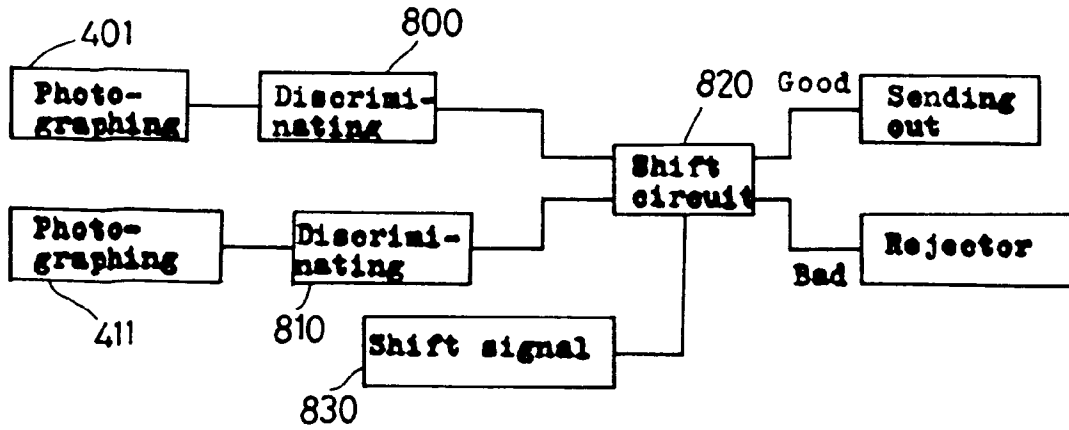 401
Photo-
graphing
800
Discrimi-
nating
820
Shift
circuit
Good
Sending
out
Photo-
graphing
411
Discrimi-
nating
810
Bad
Rejector
Shift signal
830